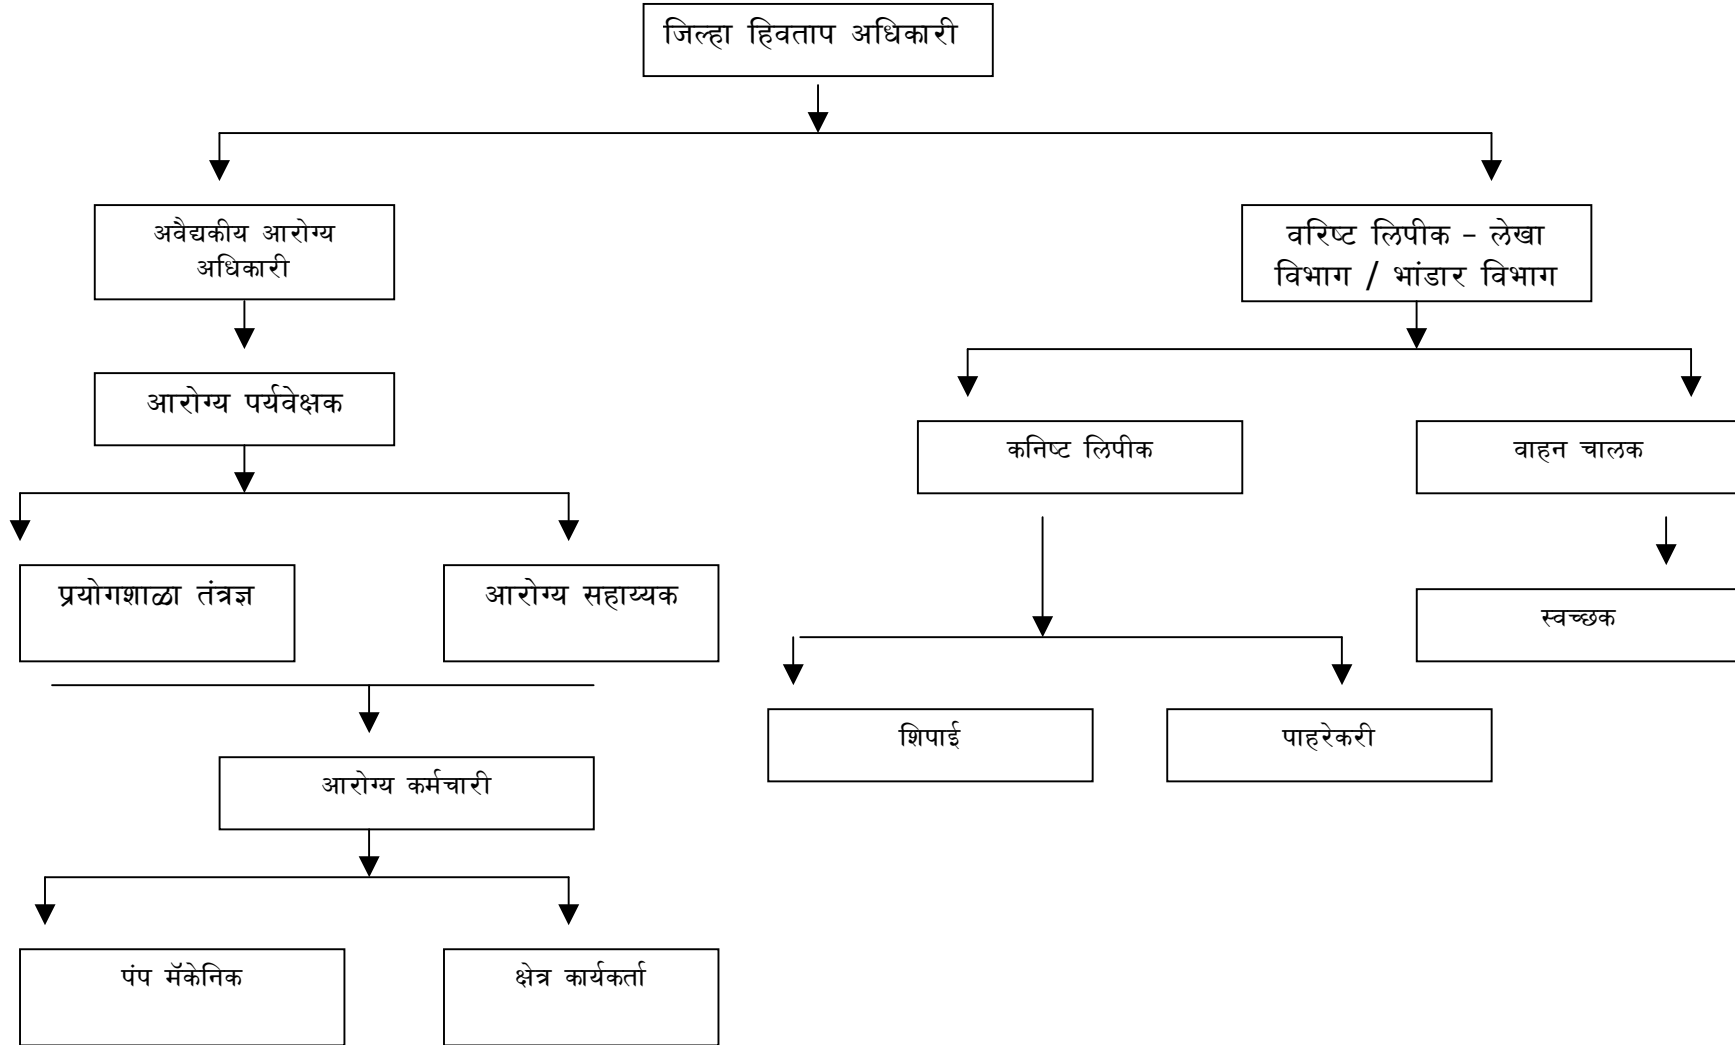 जिल्हा हिवताप अधिकारी
अवैद्यकीय आरोग्य
अधिकारी
वरिष्ट लिपीक - लेखा
विभाग / भांडार विभाग
आरोग्य पर्यवेक्षक
कनिष्ट लिपीक
वाहन चालक
प्रयोगशाळा तंत्रज्ञ
आरोग्य सहाय्यक
स्वच्छक
शिपाई
पाहरेकरी
आरोग्य कर्मचारी
पंप मॅकेनिक
क्षेत्र कार्यकर्ता